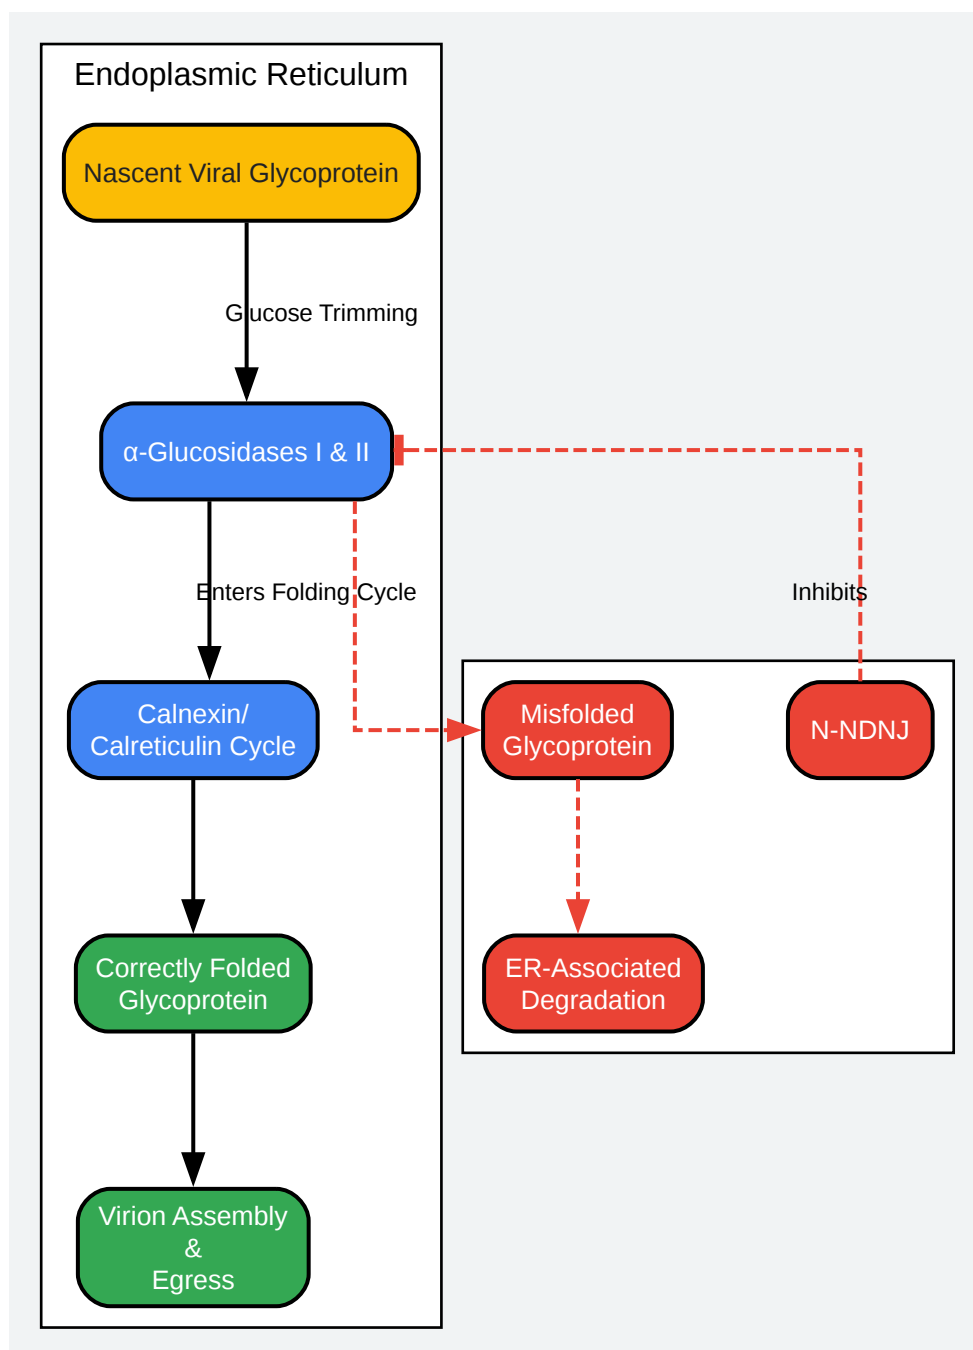 Endoplasmic Reticulum
Nascent Viral Glycoprotein
Glucose Trimming
α-Glucosidases I & II
Enters Folding Cycle
Inhibits
Calnexin/
Calreticulin Cycle
Misfolded
Glycoprotein
N-NDNJ
Correctly Folded
Glycoprotein
ER-Associated
Degradation
Virion Assembly
&
Egress